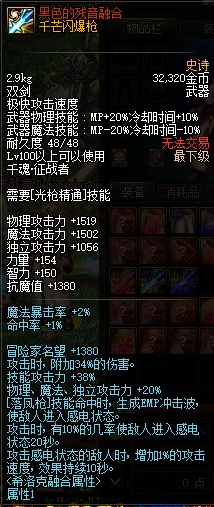 黑色的残音融合
千芒闪爆枪
物品栏
史诗
2.9kg 32,320金币
双剑 武器
极快攻击速度
武器物理技能：MP+20%冷却时间+10%
武器魔法技能：MP-20%冷却时间-10%
耐久度 48/48 无法交易
Lv100以上可以使用 最下级
千魂·征战者
需要[光枪精通]技能
装备 消耗品
物理攻击力 +1519
魔法攻击力 +1502
独立攻击力 +1056
力量 +154
智力 +150
抗魔值 +1380
魔法暴击率 +2%
命中率 +1%
冒险家名望 +1380
攻击时，附加34%的伤害。
技能攻击力 +38%
物理、魔法、独立攻击力 +20%
[落凤枪]技能命中时，生成EMP冲击波，
使敌人进入感电状态。
攻击时，有10%的几率使敌人进入感电
状态20秒。
攻击感电状态的敌人时，增加1%的攻击
速度，效果持续10秒。
<希洛克融合属性>
属性1
0 点